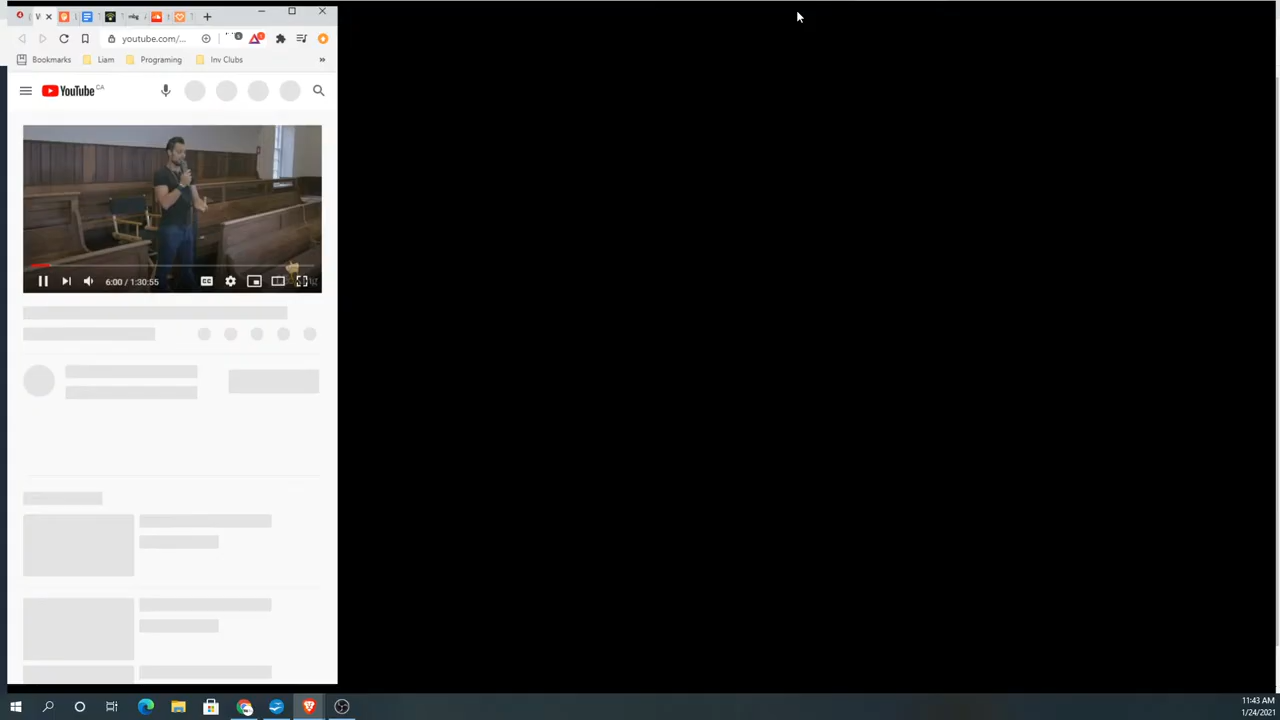 youtube.com/...
Bookmarks Liam Programing Inv Clubs »
YouTube CA
6:00 / 1:30:55 CC
11:43 AM
1/24/2021